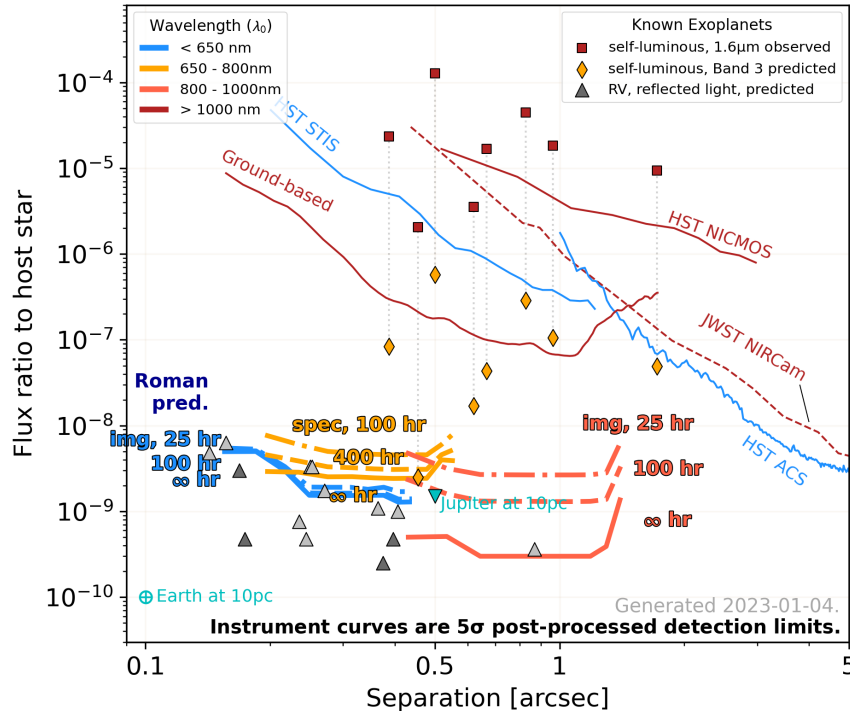 Wavelength (λ₀)
< 650 nm
650 - 800nm
800 - 1000nm
> 1000 nm
Known Exoplanets
self-luminous, 1.6μm observed
self-luminous, Band 3 predicted
RV, reflected light, predicted
HST STIS
Ground-based
HST NICMOS
JWST NIRCam
HST ACS
Roman
pred.
img, 25 hr
100 hr
∞ hr
spec, 100 hr
400 hr
∞ hr
img, 25 hr
100 hr
∞ hr
Jupiter at 10pc
Earth at 10pc
Generated 2023-01-04.
Instrument curves are 5σ post-processed detection limits.
Flux ratio to host star
10⁻⁴
10⁻⁵
10⁻⁶
10⁻⁷
10⁻⁸
10⁻⁹
10⁻¹⁰
0.1 0.5 1 5
Separation [arcsec]